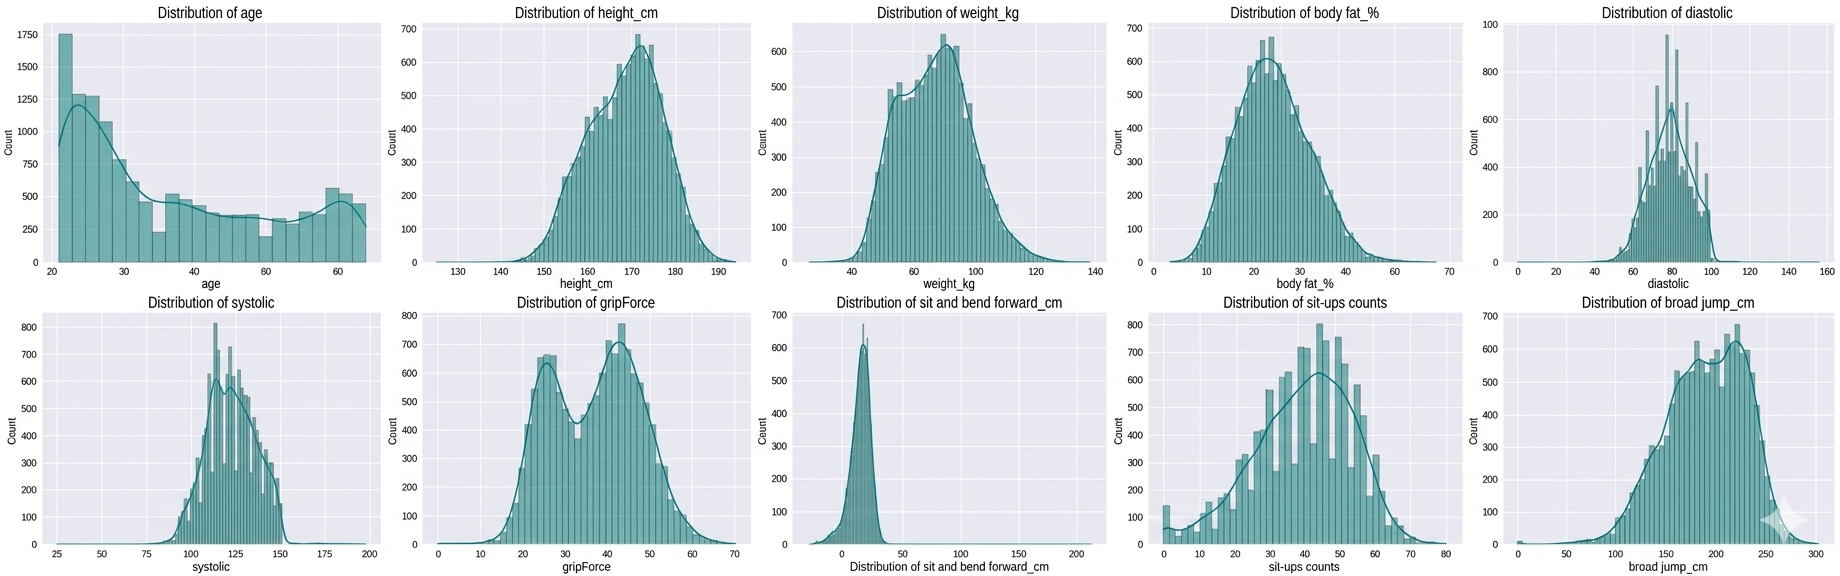 Distribution of age
1750
1500
1250
1000
750
500
250
0
Count
20 30 40 60 60
age
Distribution of height_cm
700
600
500
400
300
200
100
0
Count
130 140 150 160 170 180 190
height_cm
Distribution of weight_kg
600
500
400
300
200
100
0
Count
40 60 100 120 140
weight_kg
Distribution of body fat_%
700
600
500
400
300
200
100
0
Count
0 10 20 30 40 60 70
body fat_%
Distribution of diastolic
100
800
600
400
200
0
Count
0 20 40 60 80 100 120 140 160
diastolic
Distribution of systolic
800
700
600
500
400
300
200
100
0
Count
25 50 75 100 125 150 175 200
systolic
Distribution of gripForce
800
700
600
500
400
300
200
100
0
Count
0 10 20 30 40 50 60 70
gripForce
Distribution of sit and bend forward_cm
700
600
500
400
300
200
100
0
Count
0 50 100 150 200
Distribution of sit and bend forward_cm
Distribution of sit-ups counts
800
700
600
500
400
300
200
100
0
Count
0 10 20 30 40 50 60 70 80
sit-ups counts
Distribution of broad jump_cm
700
600
500
400
300
200
100
0
Count
0 50 100 150 200 250 300
broad jump_cm